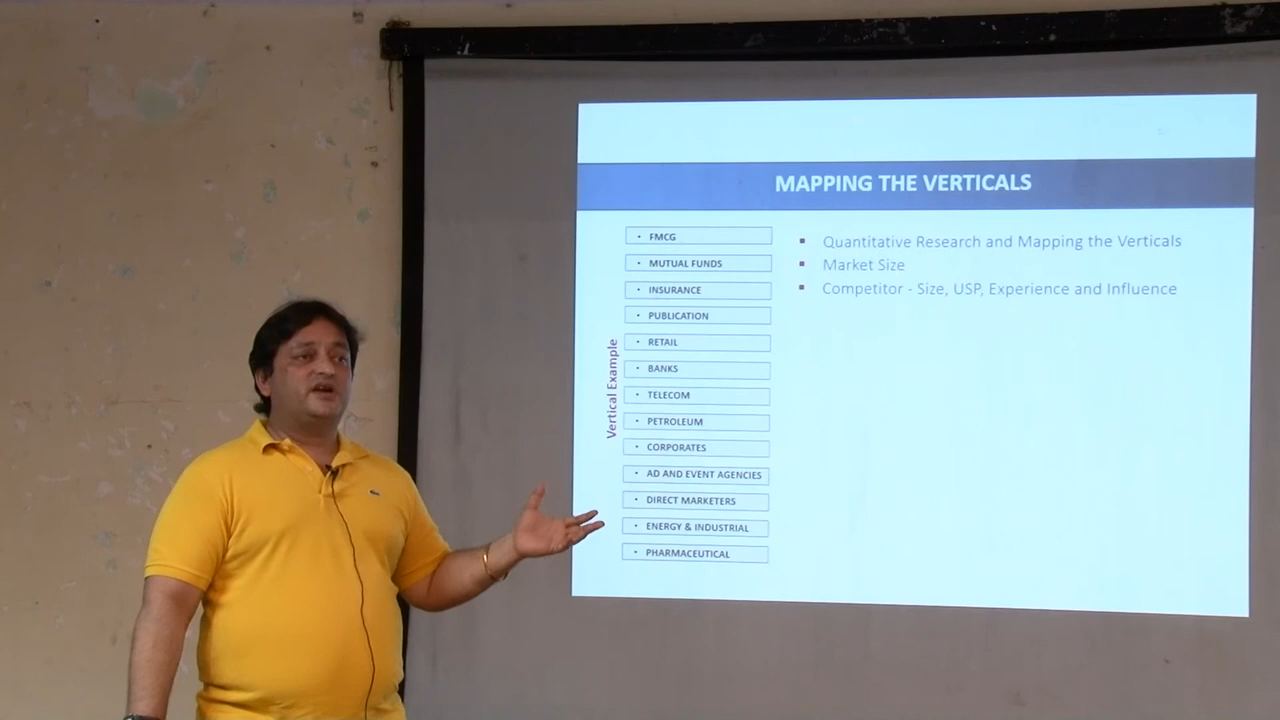 MAPPING THE VERTICALS
Vertical Example
• FMCG
• MUTUAL FUNDS
• INSURANCE
• PUBLICATION
• RETAIL
• BANKS
• TELECOM
• PETROLEUM
• CORPORATES
• AD AND EVENT AGENCIES
• DIRECT MARKETERS
• ENERGY & INDUSTRIAL
• PHARMACEUTICAL
▪ Quantitative Research and Mapping the Verticals
▪ Market Size
▪ Competitor - Size, USP, Experience and Influence